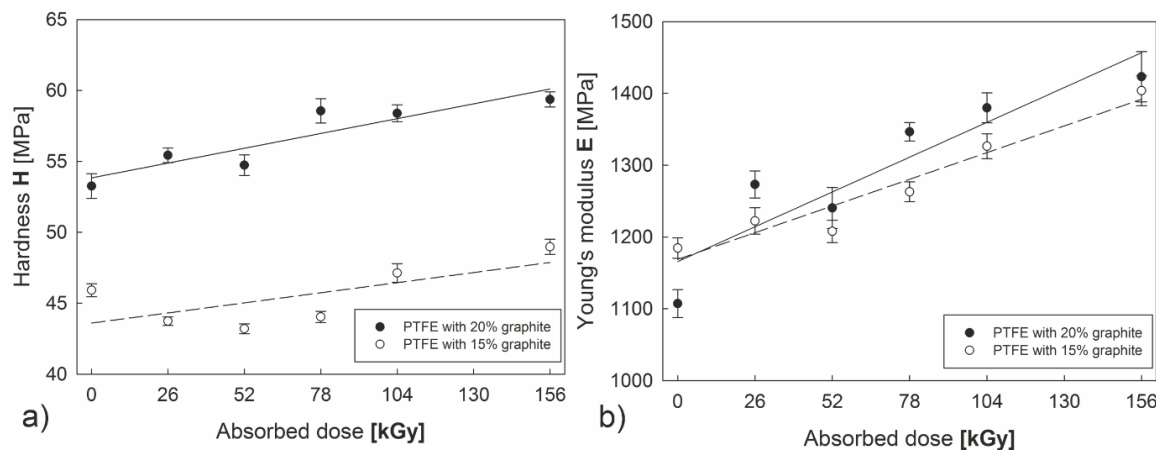 65
60
55
50
45
40
Hardness H [MPa]
0 26 52 78 104 130 156
Absorbed dose [kGy]
PTFE with 20% graphite
PTFE with 15% graphite
a)
1500
1400
1300
1200
1100
1000
Young's modulus E [MPa]
0 26 52 78 104 130 156
Absorbed dose [kGy]
PTFE with 20% graphite
PTFE with 15% graphite
b)